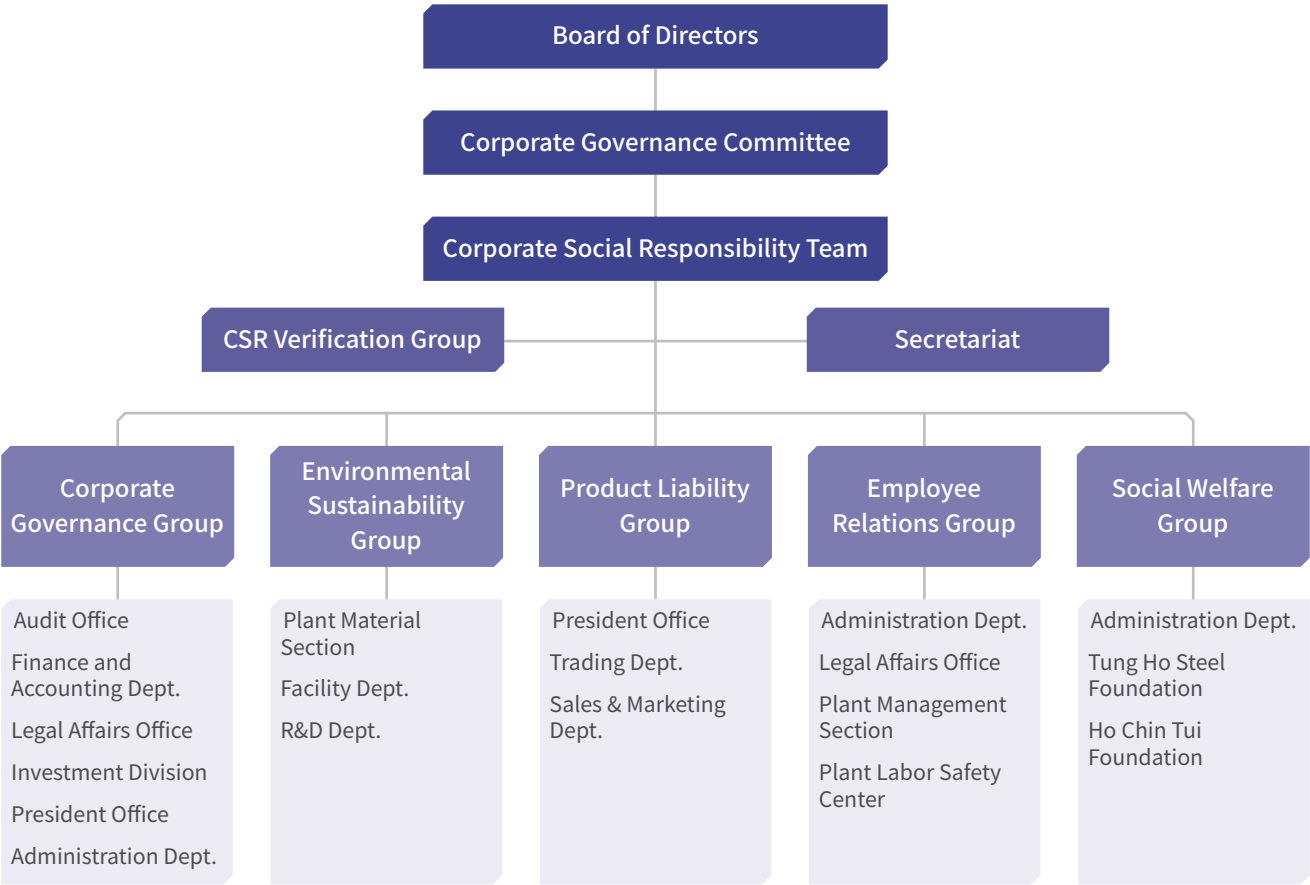 Board of Directors
Corporate Governance Committee
Corporate Social Responsibility Team
CSR Verification Group
Secretariat
Corporate
Governance Group
Environmental
Sustainability
Group
Product Liability
Group
Employee
Relations Group
Social Welfare
Group
Audit Office
Finance and
Accounting Dept.
Legal Affairs Office
Investment Division
President Office
Administration Dept.
Plant Material
Section
Facility Dept.
R&D Dept.
President Office
Trading Dept.
Sales & Marketing
Dept.
Administration Dept.
Legal Affairs Office
Plant Management
Section
Plant Labor Safety
Center
Administration Dept.
Tung Ho Steel
Foundation
Ho Chin Tui
Foundation